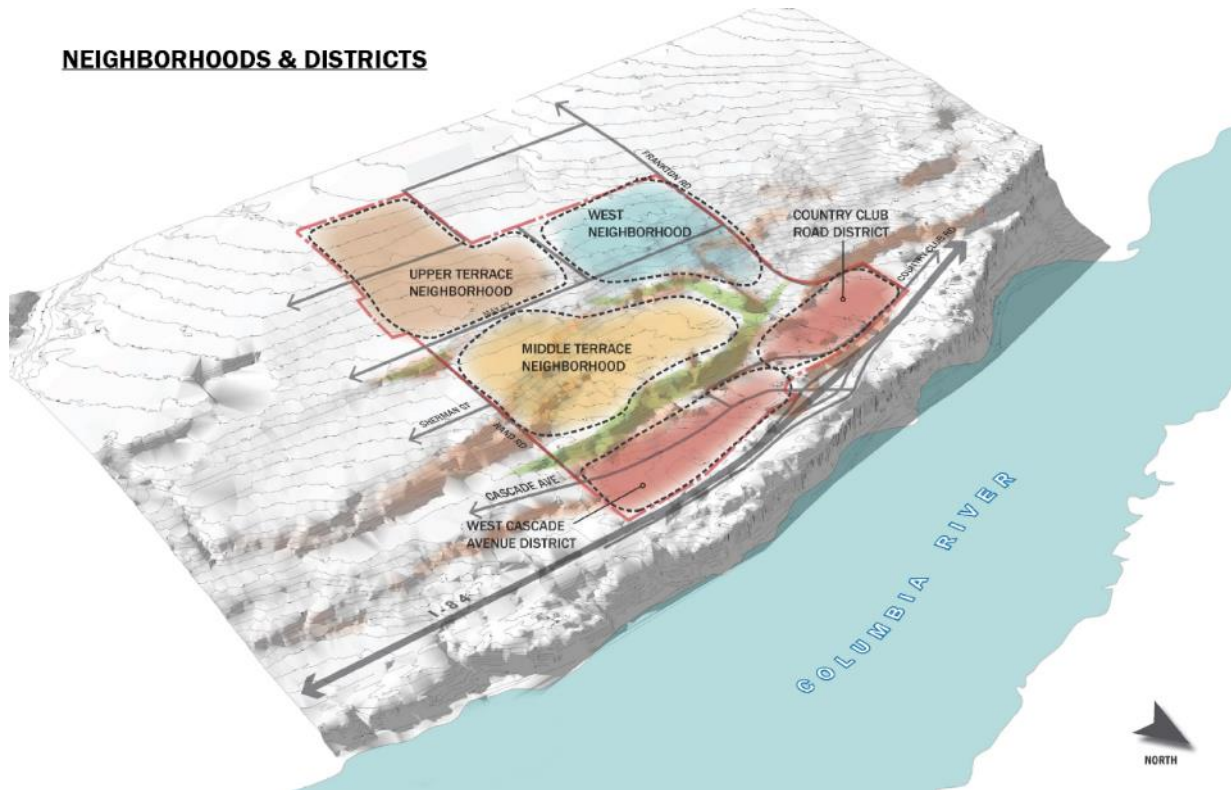 NEIGHBORHOODS & DISTRICTS
FRANKTON RD
WEST
NEIGHBORHOOD
COUNTRY CLUB
ROAD DISTRICT
COUNTRY CLUB RD
UPPER TERRACE
NEIGHBORHOOD
MIDDLE TERRACE
NEIGHBORHOOD
SHERMAN ST
RAND RD
CASCADE AVE.
WEST CASCADE
AVENUE DISTRICT
I-84
COLUMBIA RIVER
NORTH